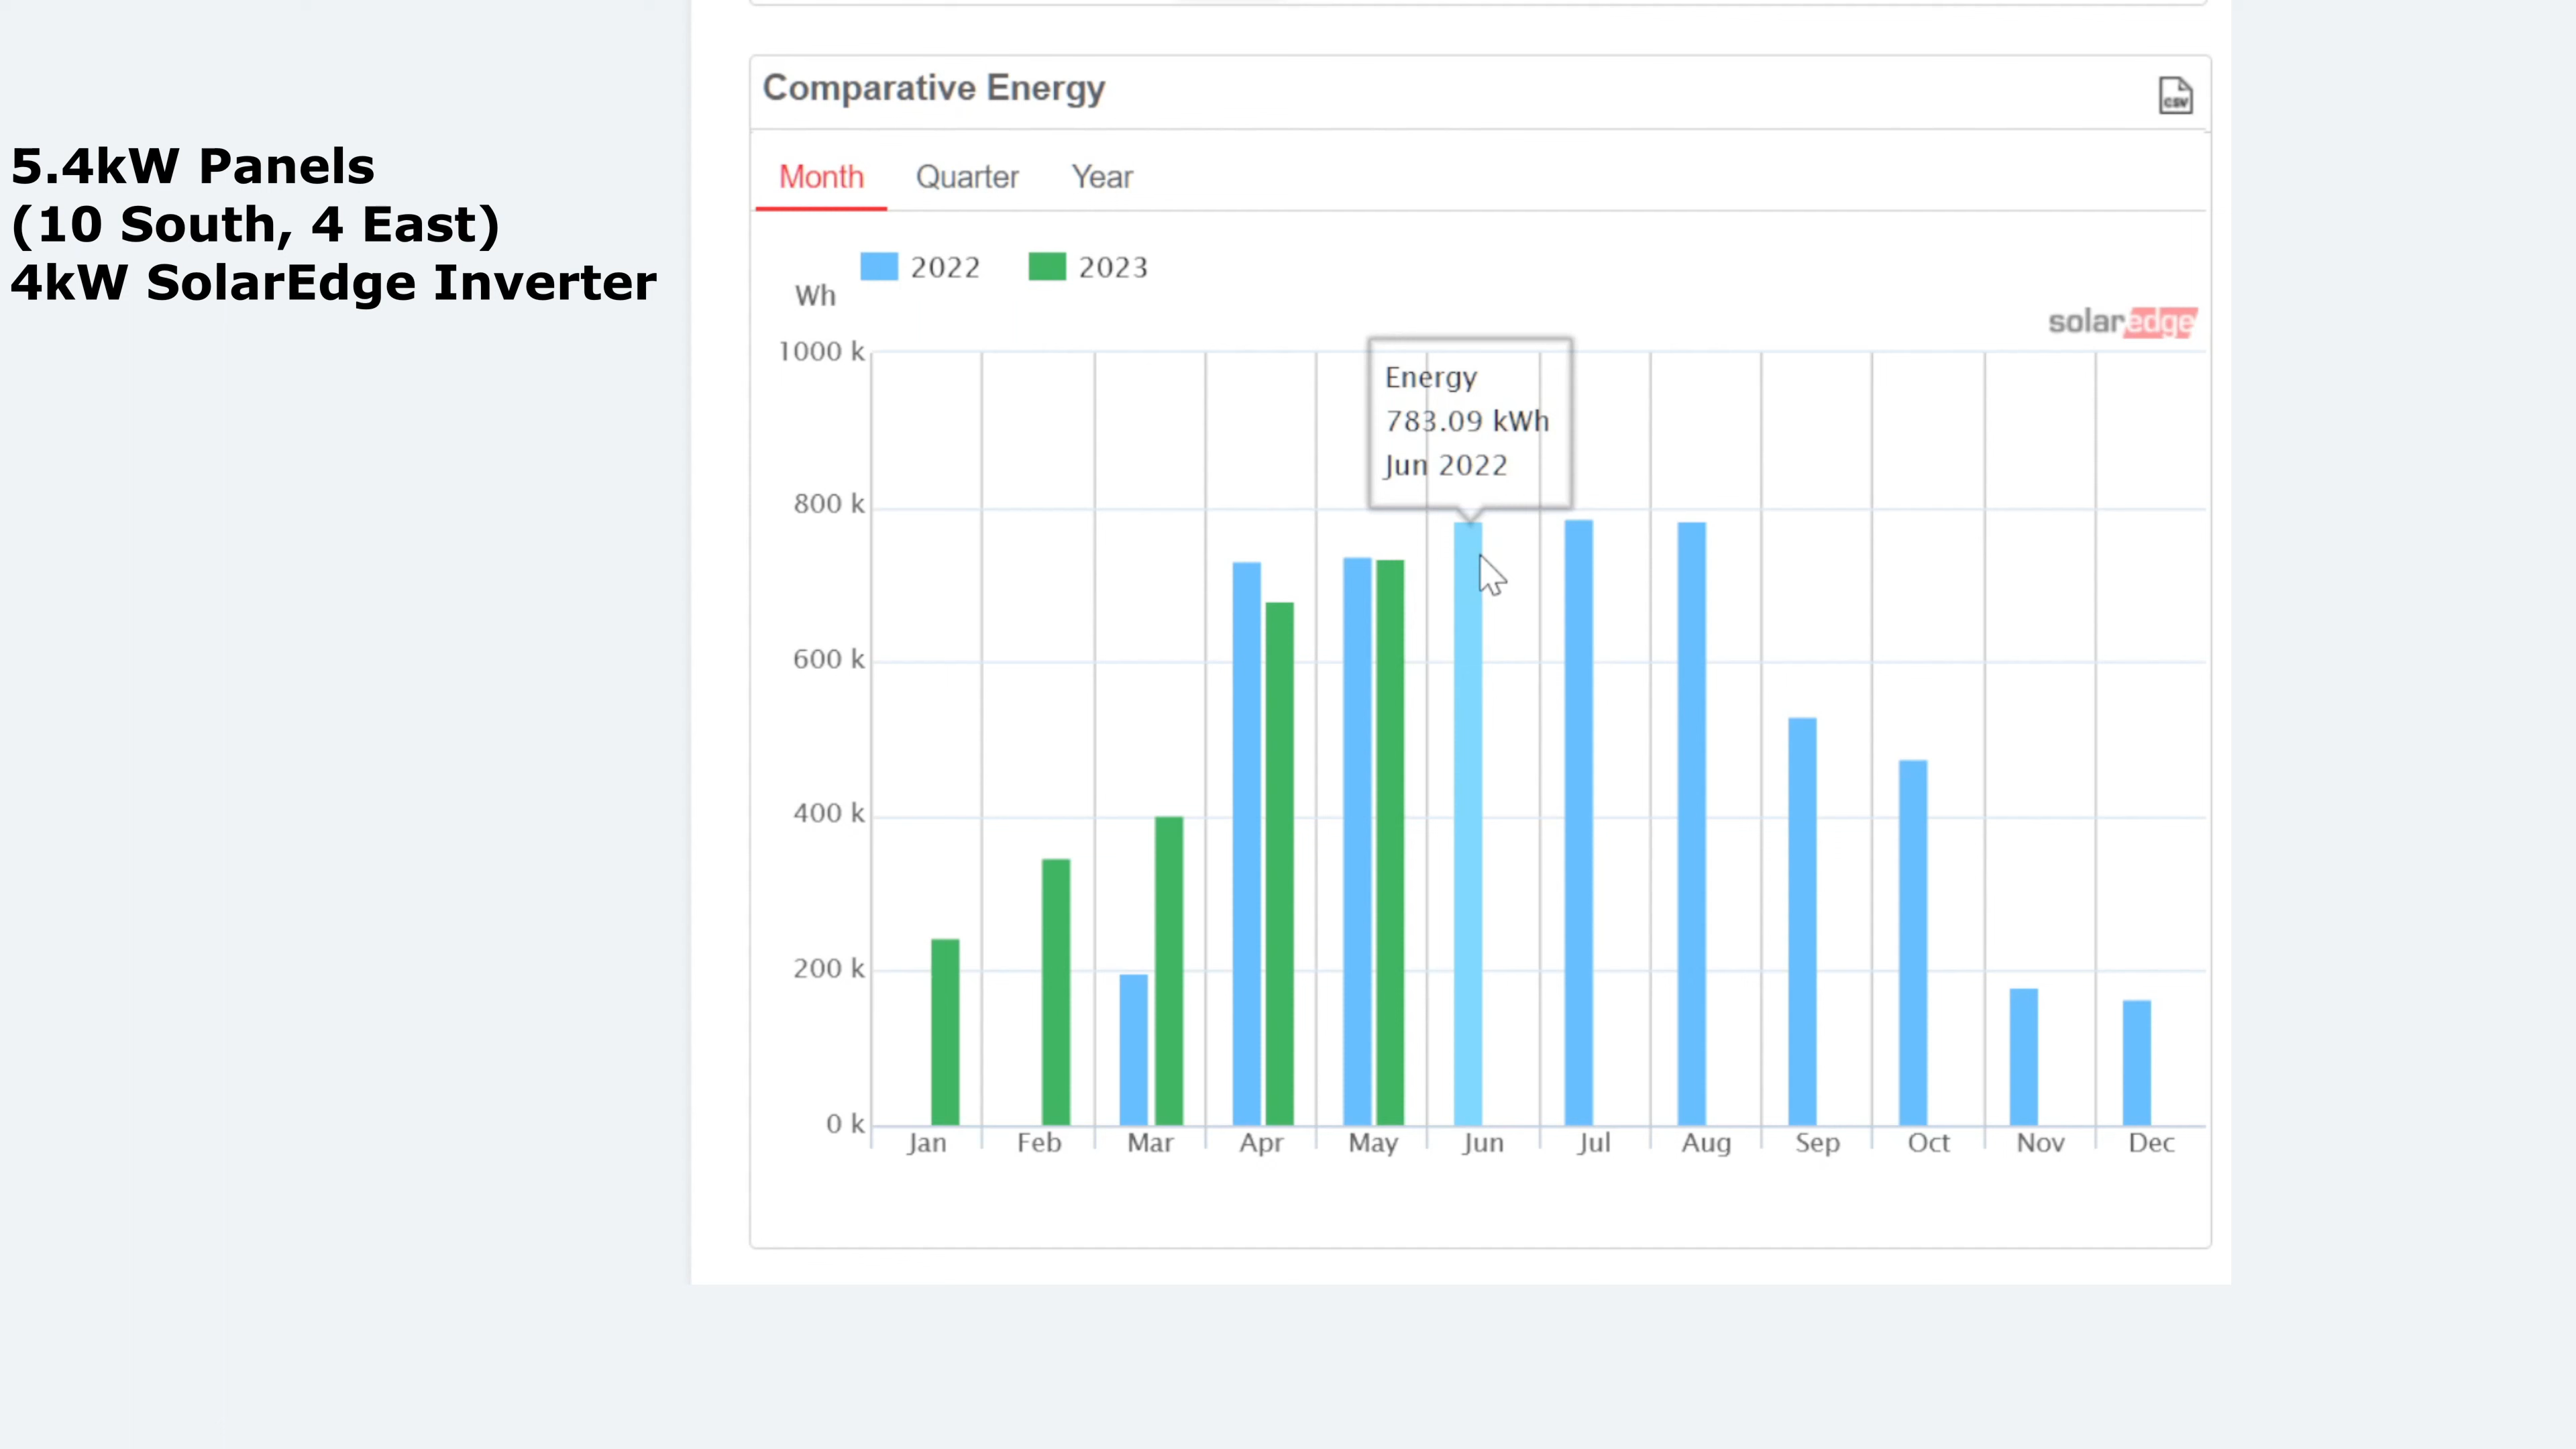 5.4kW Panels
(10 South, 4 East)
4kW SolarEdge Inverter
Comparative Energy
CSV
Month Quarter Year
2022 2023
Wh
solaredge
1000 k
800 k
600 k
400 k
200 k
0 k
Energy
783.09 kWh
Jun 2022
Jan Feb Mar Apr May Jun Jul Aug Sep Oct Nov Dec